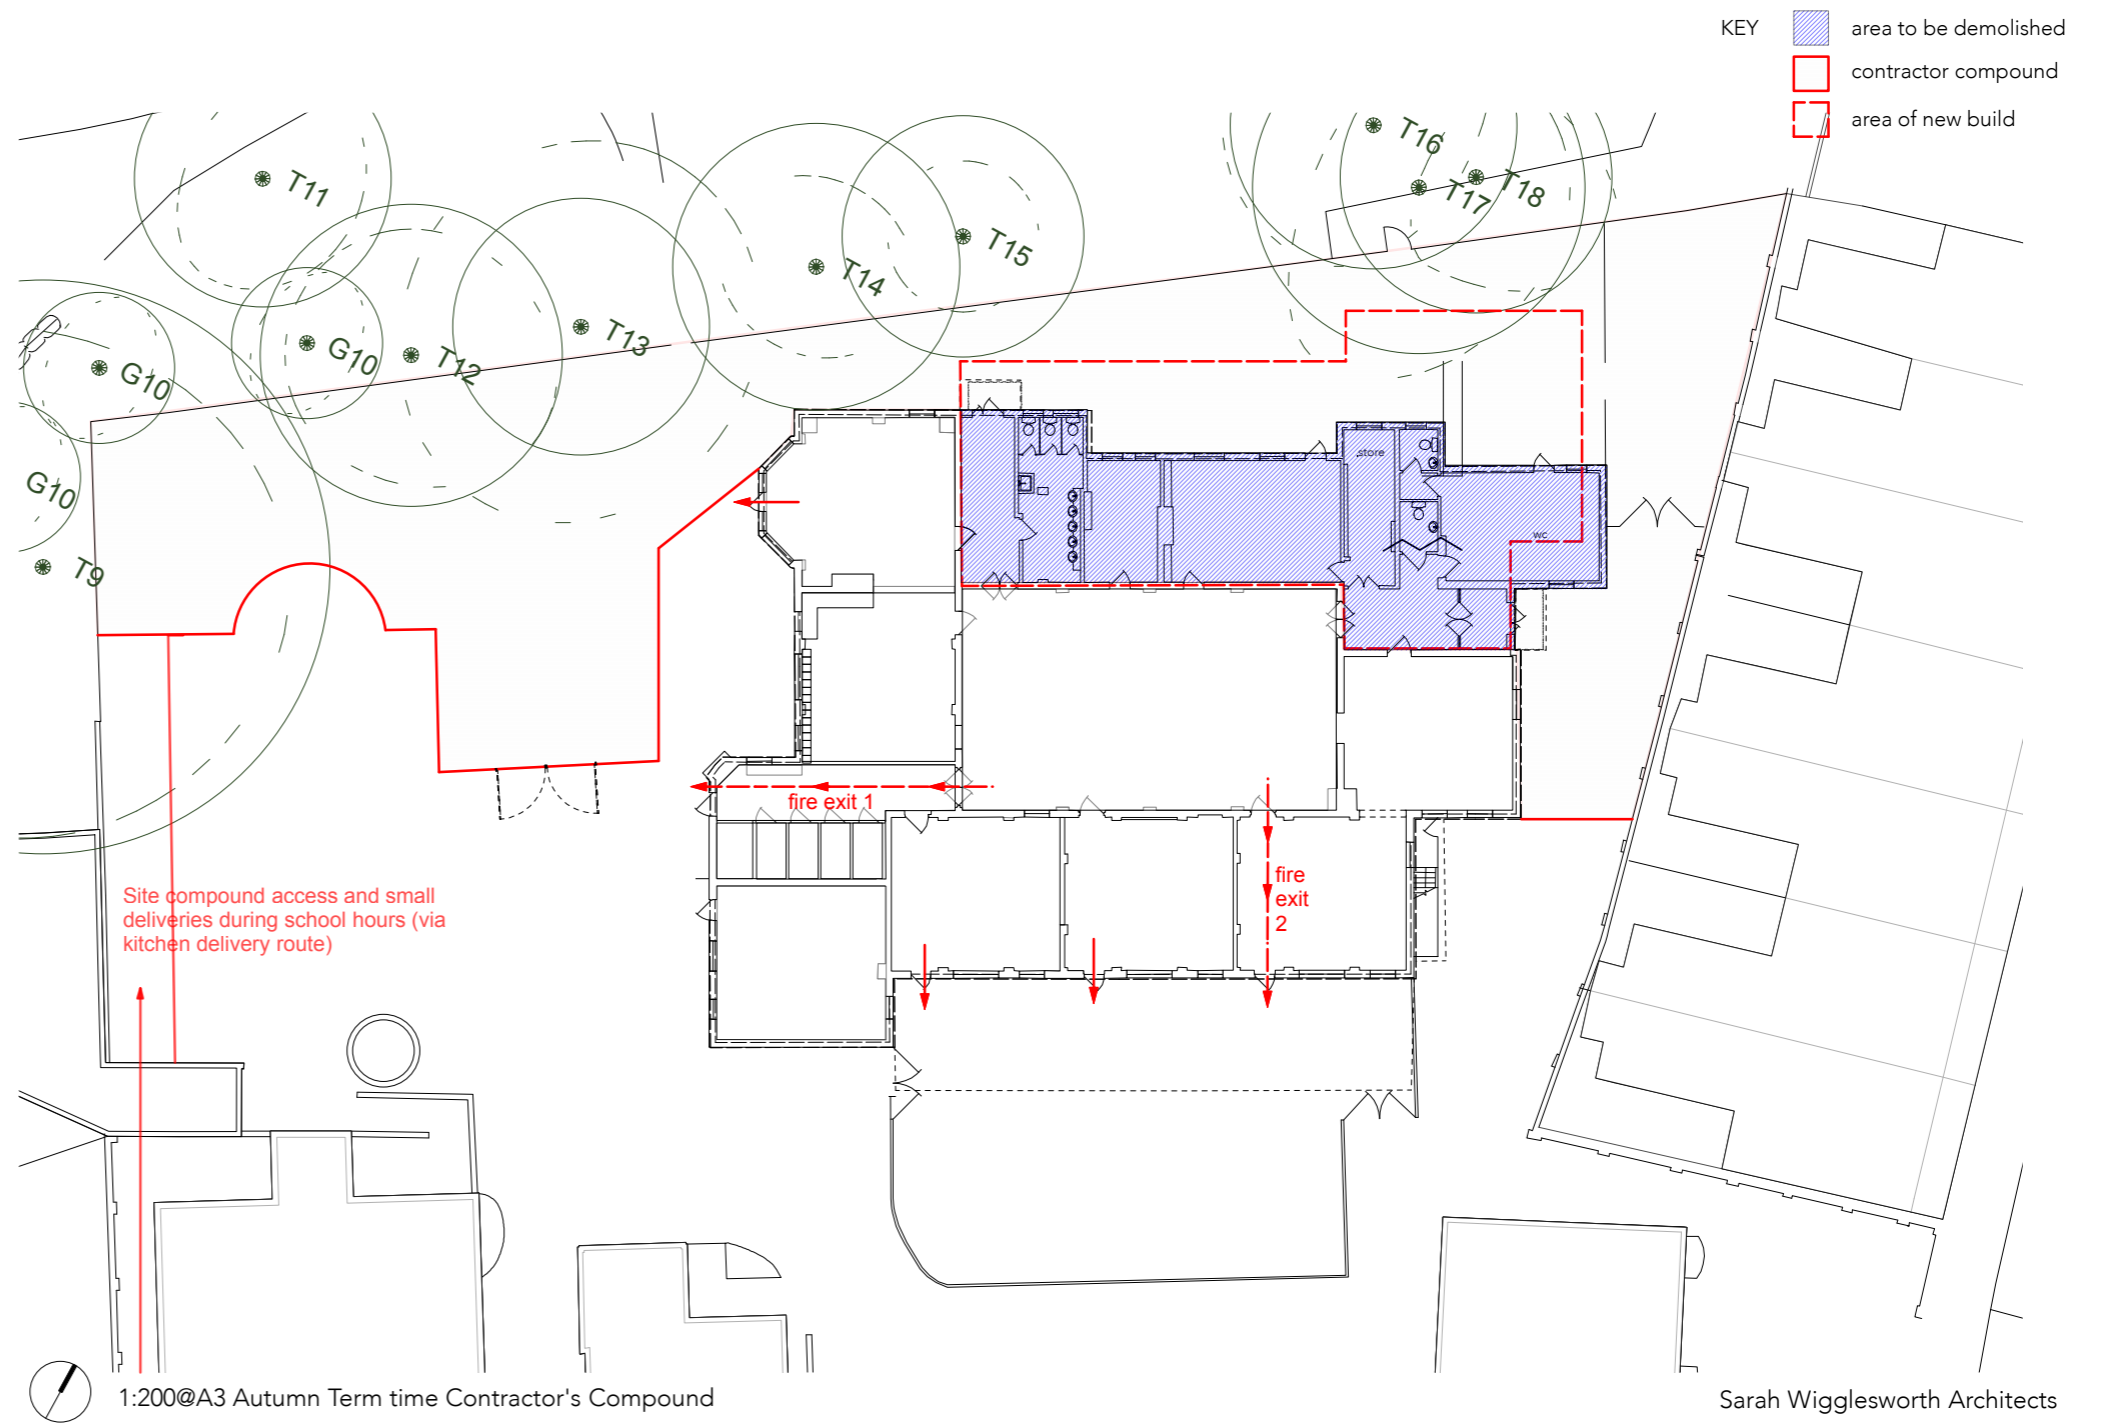 KEY
area to be demolished
contractor compound
area of new build
T16
T17
T18
T11
T15
T14
T13
G10
T12
G10
G10
T9
store
wc
fire exit 1
fire
exit
2
Site compound access and small
deliveries during school hours (via
kitchen delivery route)
1:200@A3 Autumn Term time Contractor's Compound
Sarah Wigglesworth Architects